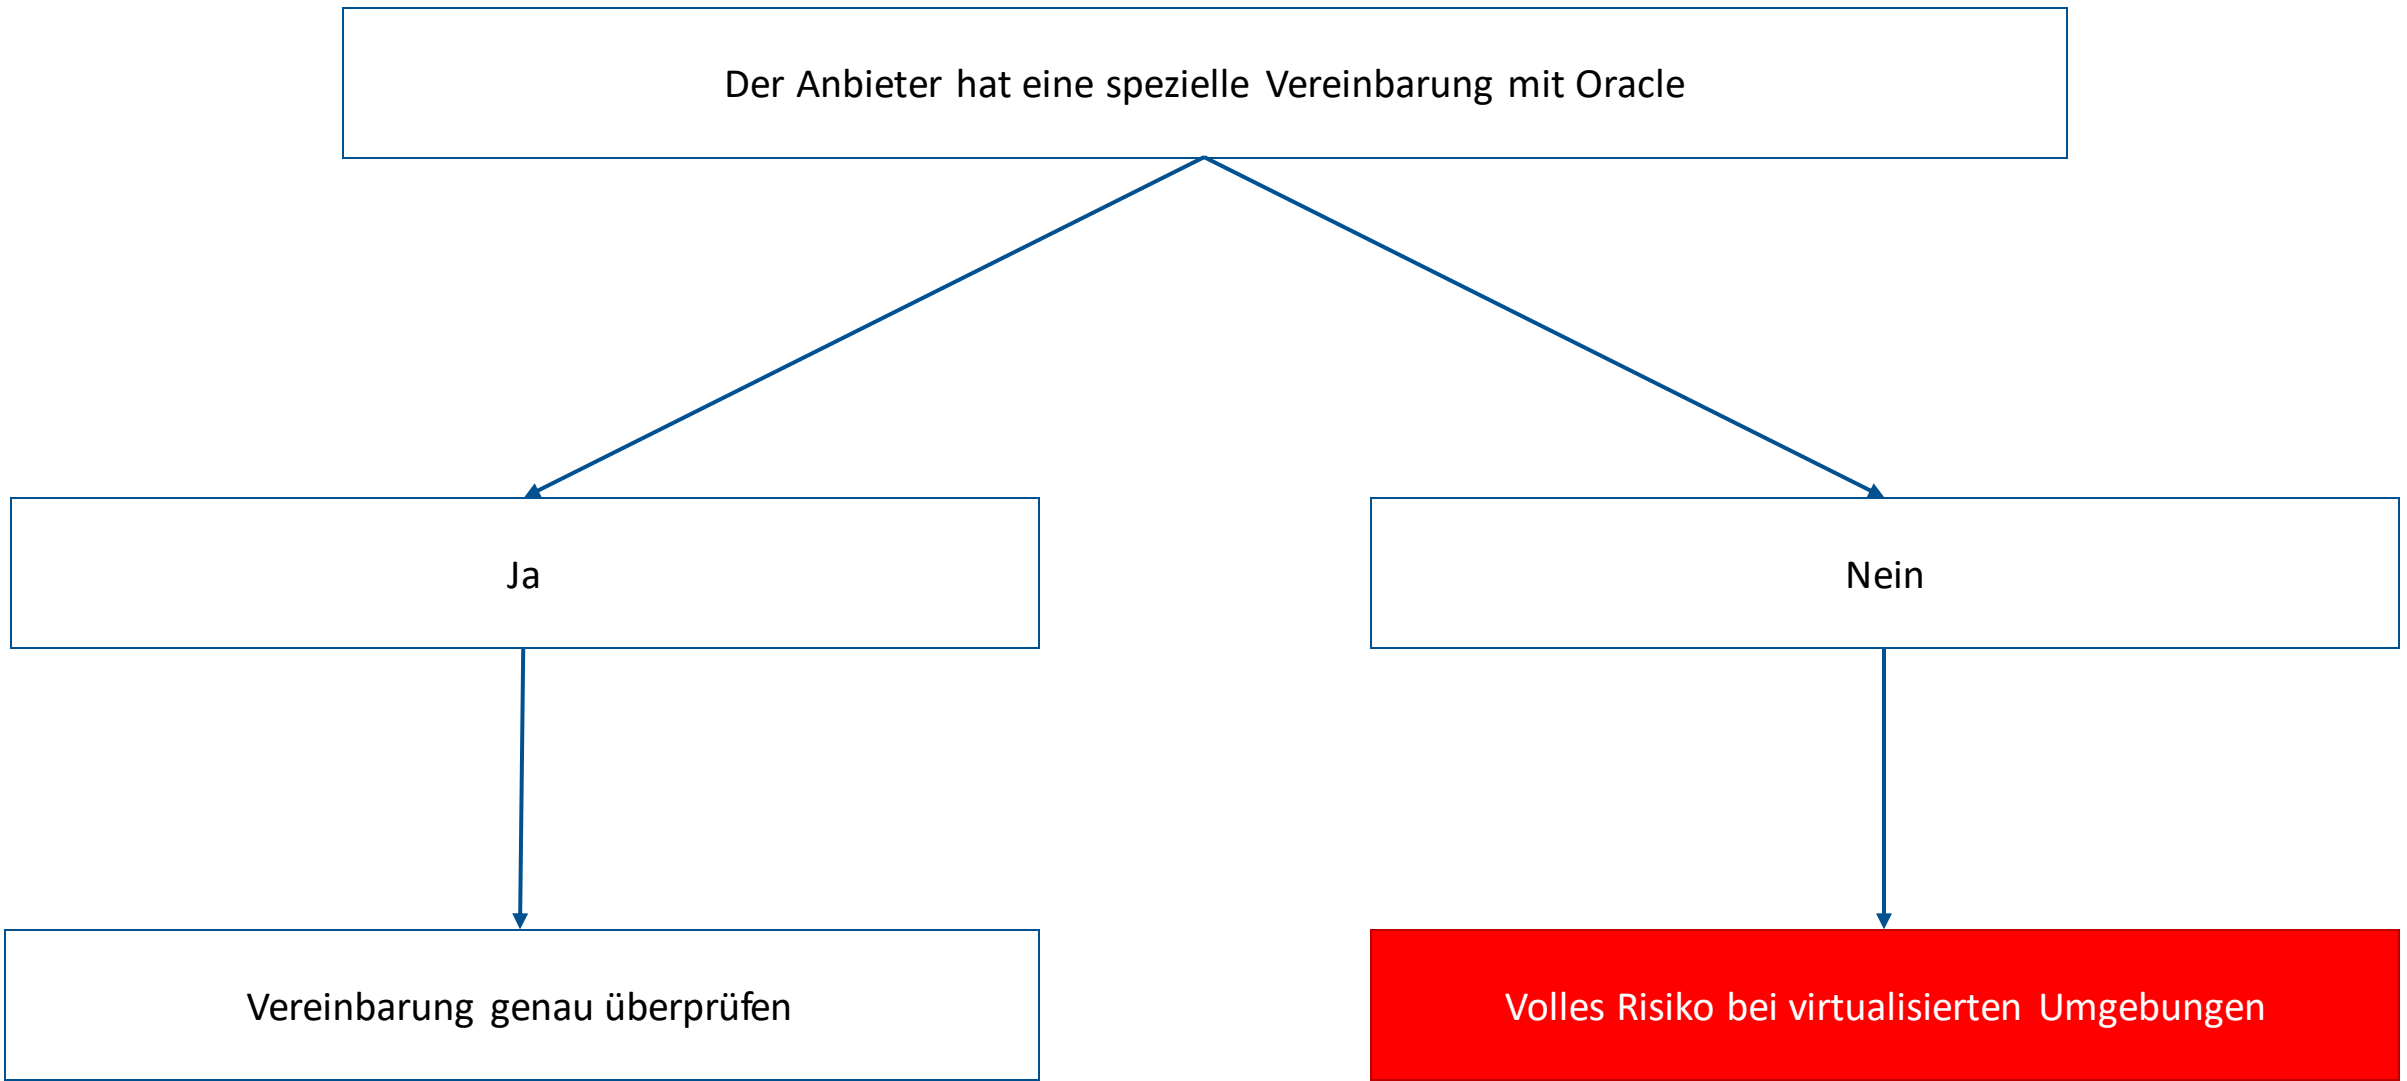 Der Anbieter hat eine spezielle Vereinbarung mit Oracle
Ja
Nein
Vereinbarung genau überprüfen
Volles Risiko bei virtualisierten Umgebungen